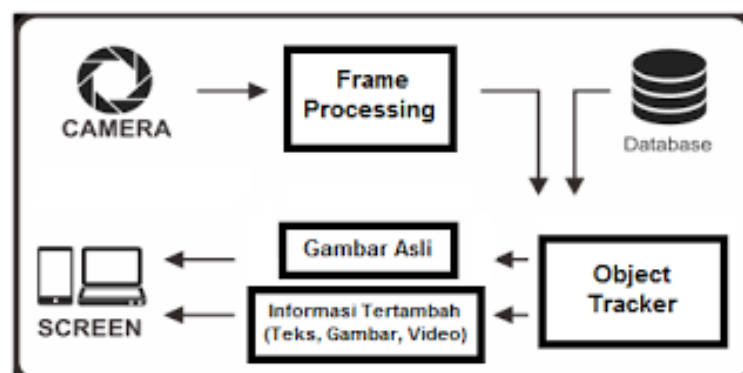 CAMERA
Frame
Processing
Database
Gambar Asli
Informasi Tertambah
(Teks, Gambar, Video)
Object
Tracker
SCREEN